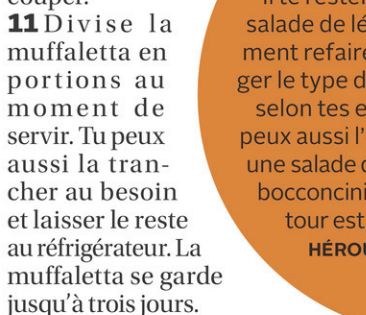 couper.
11 Divise la
muffaletta en
portions au
moment de
servir. Tu peux
aussi la tran-
cher au besoin
et laisser le reste
au réfrigérateur. La
muffaletta se garde
jusqu'à trois jours.
salade de
ment refaire
ger le type
selon tes
peux aussi
une salade
bocconcini
tour est